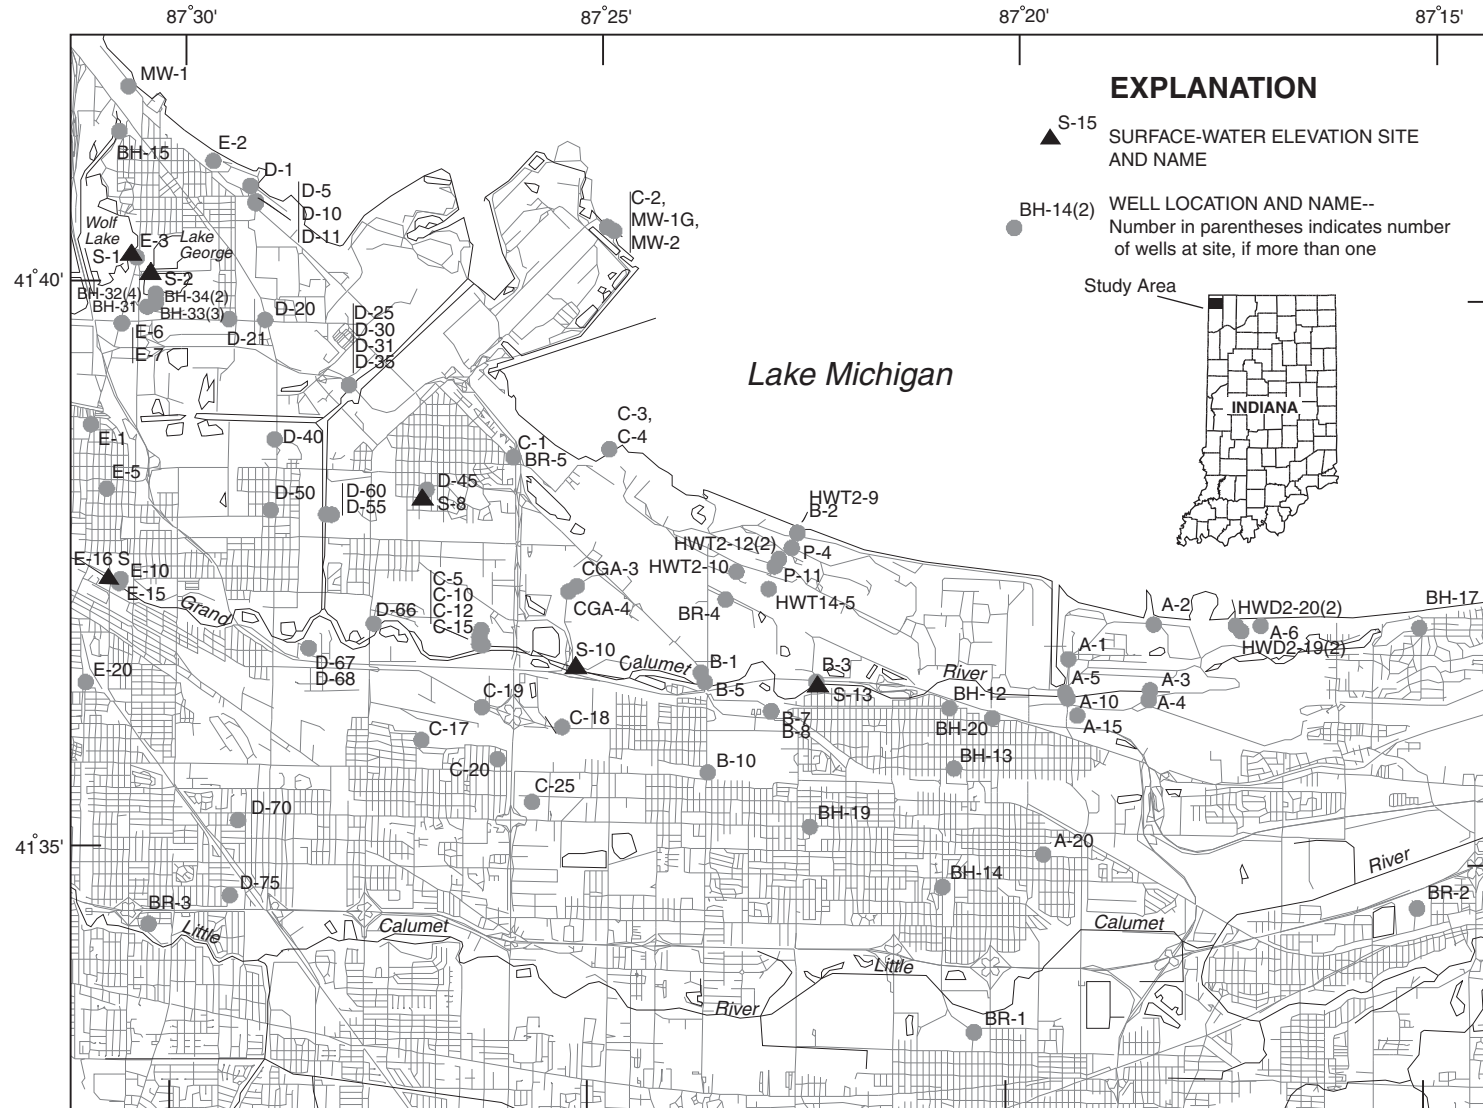 87°30'
87°25'
87°20'
87°15'
MW-1
EXPLANATION
S-15
SURFACE-WATER ELEVATION SITE
AND NAME
BH-14(2)
WELL LOCATION AND NAME--
Number in parentheses indicates number
of wells at site, if more than one
Study Area
INDIANA
BH-15
E-2
D-1
D-5
D-10
D-11
C-2,
MW-1G,
MW-2
Wolf
Lake
E-3
S-1
Lake
George
S-2
41°40'
BH-32(4)
BH-34(2)
BH-31
BH-33(3)
E-6
E-7
D-21
D-20
D-25
D-30
D-31
D-35
Lake Michigan
E-1
D-40
C-1
BR-5
C-3,
C-4
E-5
D-50
D-60
D-55
D-45
S-8
HWT2-9
B-2
HWT2-12(2)
P-4
HWT2-10
P-11
HWT14-5
BR-4
E-16 S
E-10
E-15
Grand
C-5
C-10
C-12
C-15
D-66
CGA-3
CGA-4
D-67
D-68
S-10
Calumet
B-1
B-5
B-3
S-13
River
A-2
HWD2-20(2)
A-6
HWD2-19(2)
BH-17
A-1
A-5
A-10
A-15
A-3
A-4
E-20
C-19
C-18
C-17
C-20
B-7
B-8
BH-12
BH-20
BH-13
B-10
C-25
D-70
BH-19
41°35'
A-20
BH-14
River
BR-2
D-75
BR-3
Little
Calumet
Calumet
Little
River
BR-1